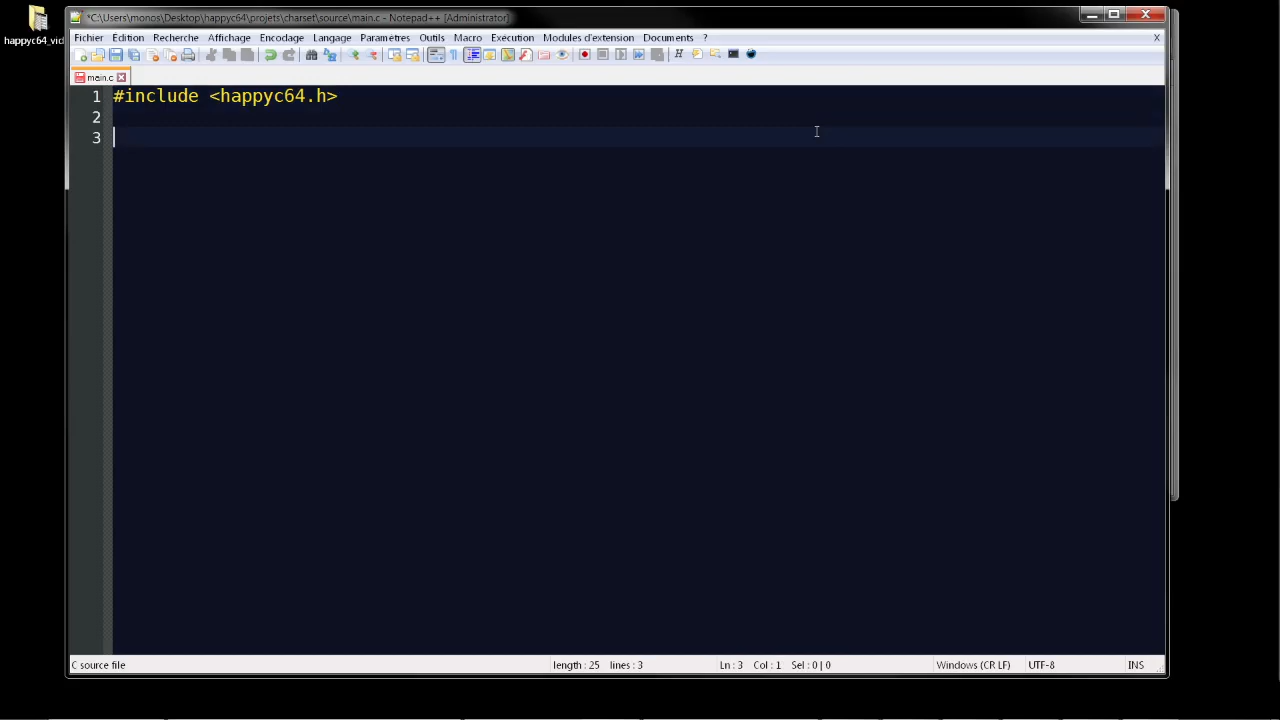 *C:\Users\monos\Desktop\happyc64\projets\charset\source\main.c - Notepad++ [Administrator]
happyc64_vid
Fichier Édition Recherche Affichage Encodage Langage Paramètres Outils Macro Exécution Modules d'extension Documents ? X
main.c
1 #include <happyc64.h>
2
3
C source file length : 25 lines : 3 Ln : 3 Col : 1 Sel : 0 | 0 Windows (CR LF) UTF-8 INS